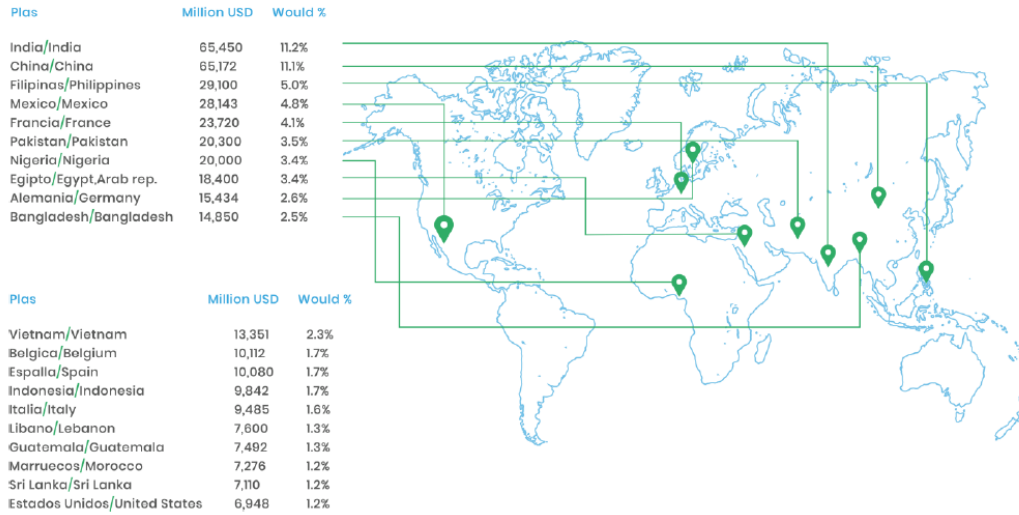 Plas Million USD Would %
India/India 65,450 11.2%
China/China 65,172 11.1%
Filipinas/Philippines 29,100 5.0%
Mexico/Mexico 28,143 4.8%
Francia/France 23,720 4.1%
Pakistan/Pakistan 20,300 3.5%
Nigeria/Nigeria 20,000 3.4%
Egipto/Egypt,Arab rep. 18,400 3.4%
Alemania/Germany 15,434 2.6%
Bangladesh/Bangladesh 14,850 2.5%
Plas Million USD Would %
Vietnam/Vietnam 13,351 2.3%
Belgica/Belgium 10,112 1.7%
Espalla/Spain 10,080 1.7%
Indonesia/Indonesia 9,842 1.7%
Italia/Italy 9,485 1.6%
Libano/Lebanon 7,600 1.3%
Guatemala/Guatemala 7,492 1.3%
Marruecos/Morocco 7,276 1.2%
Sri Lanka/Sri Lanka 7,110 1.2%
Estados Unidos/United States 6,948 1.2%